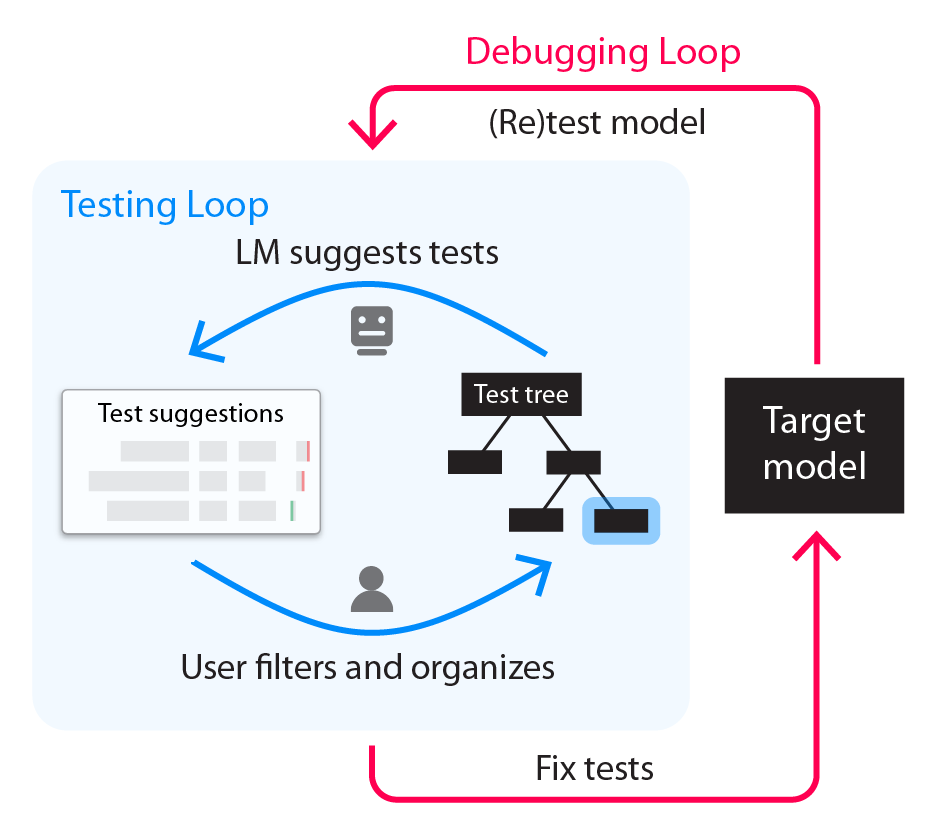 Debugging Loop
(Re)test model
Testing Loop
LM suggests tests
Test suggestions
Test tree
Target
model
User filters and organizes
Fix tests